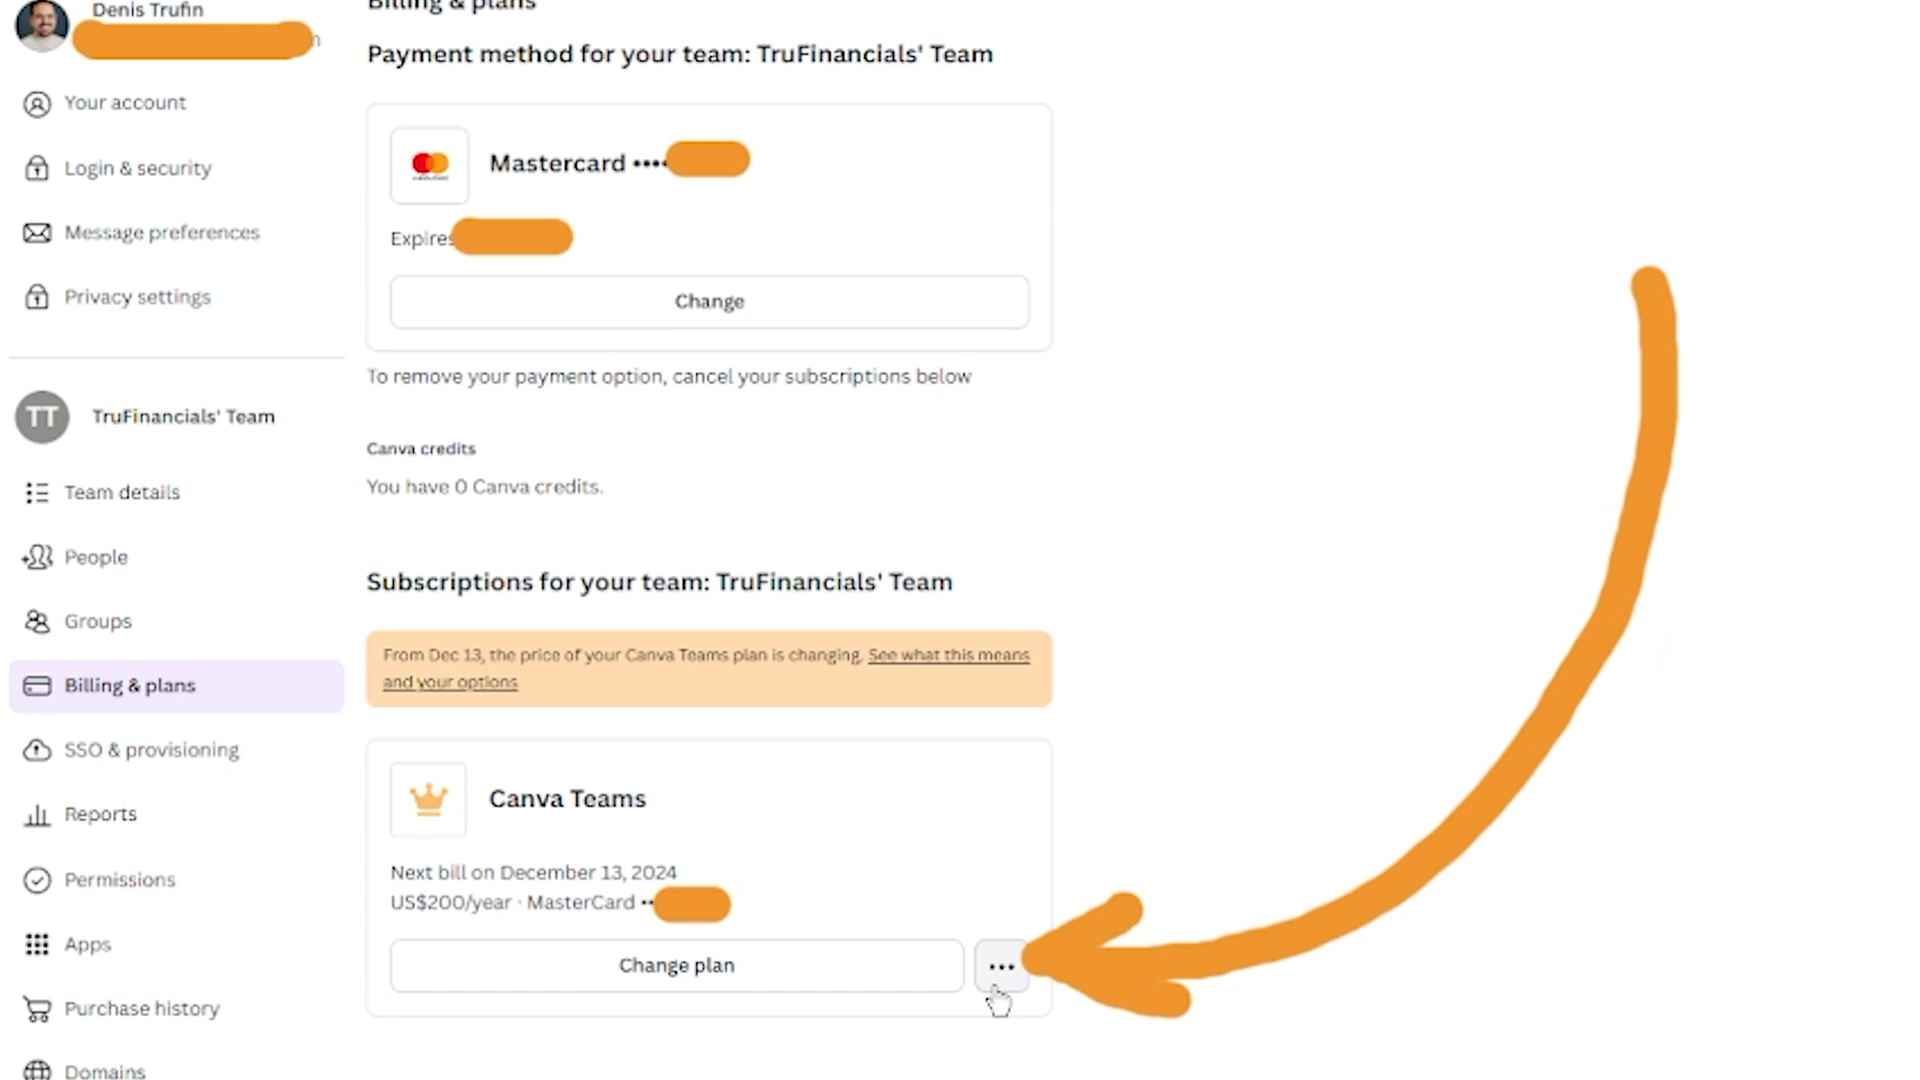 Denis Trufin
Your account
Login & security
Message preferences
Privacy settings
TT
TruFinancials' Team
Team details
People
Groups
Billing & plans
SSO & provisioning
Reports
Permissions
Apps
Purchase history
Domains
Billing & plans
Payment method for your team: TruFinancials' Team
Mastercard ••••
Expires
Change
To remove your payment option, cancel your subscriptions below
Canva credits
You have 0 Canva credits.
Subscriptions for your team: TruFinancials' Team
From Dec 13, the price of your Canva Teams plan is changing. See what this means
and your options
Canva Teams
Next bill on December 13, 2024
US$200/year · MasterCard ••
Change plan